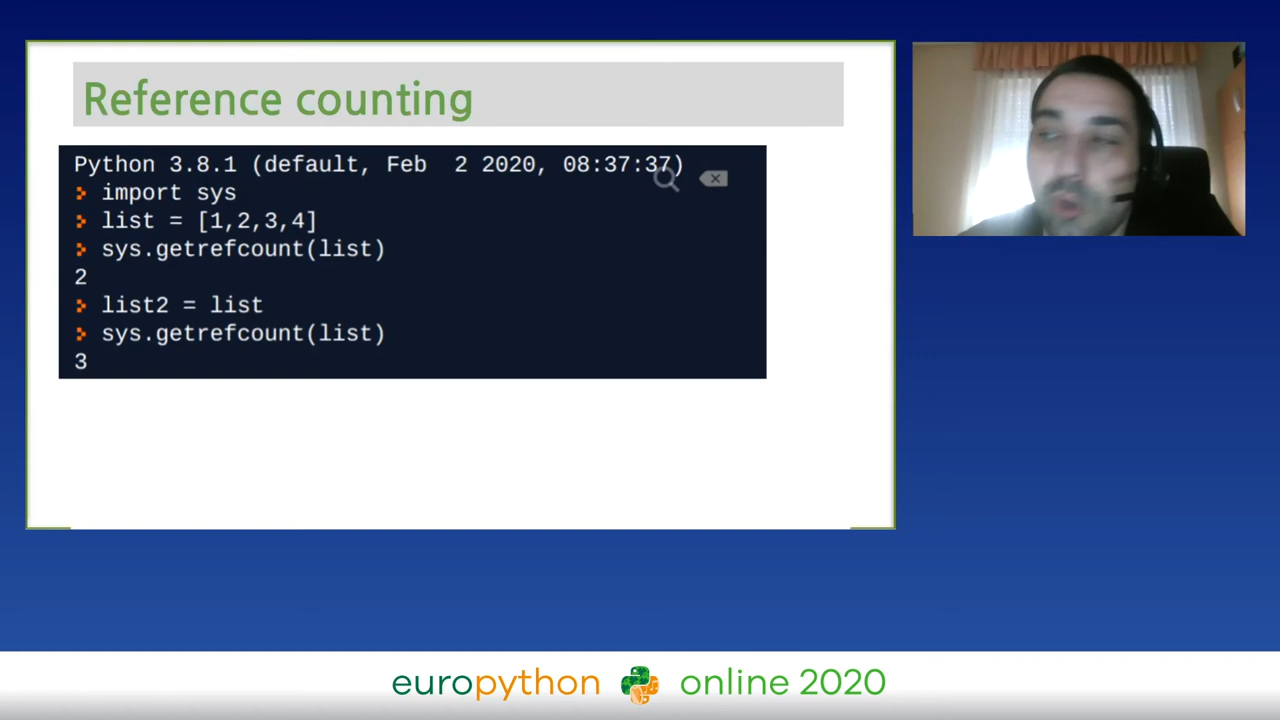 Reference counting
Python 3.8.1 (default, Feb  2 2020, 08:37:37)
import sys
list = [1,2,3,4]
sys.getrefcount(list)
2
list2 = list
sys.getrefcount(list)
3
europython online 2020